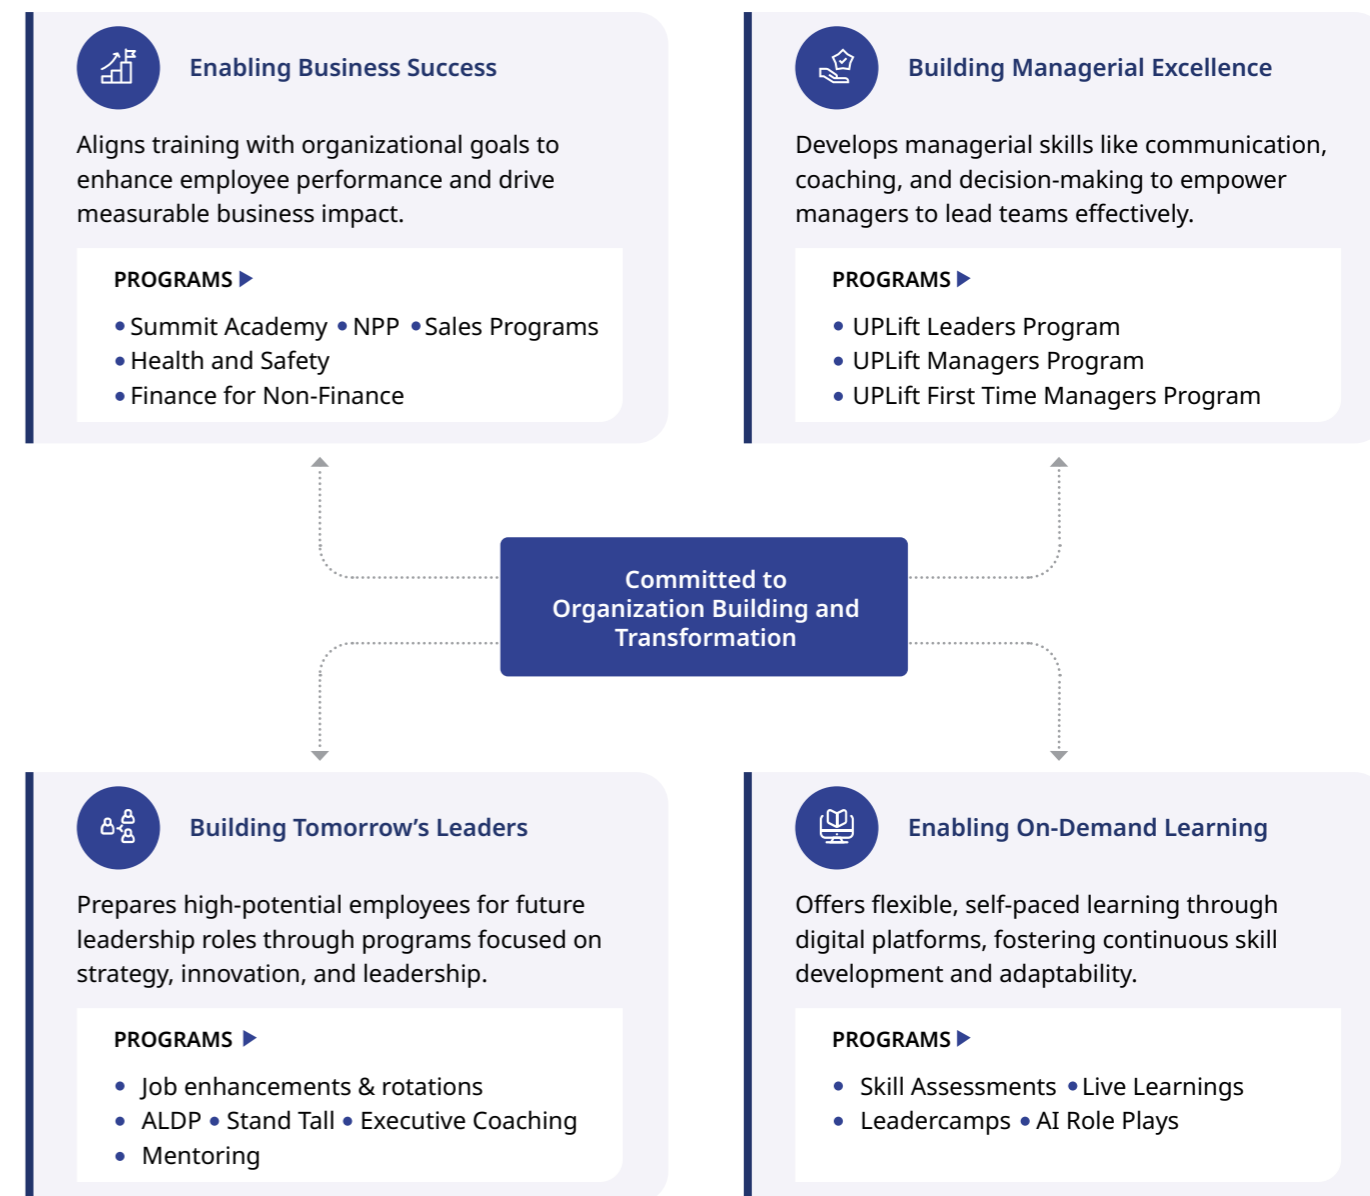 Enabling Business Success
Aligns training with organizational goals to
enhance employee performance and drive
measurable business impact.
PROGRAMS
• Summit Academy • NPP • Sales Programs
• Health and Safety
• Finance for Non-Finance
Building Managerial Excellence
Develops managerial skills like communication,
coaching, and decision-making to empower
managers to lead teams effectively.
PROGRAMS
• UPLift Leaders Program
• UPLift Managers Program
• UPLift First Time Managers Program
Committed to
Organization Building and
Transformation
Building Tomorrow’s Leaders
Prepares high-potential employees for future
leadership roles through programs focused on
strategy, innovation, and leadership.
PROGRAMS
• Job enhancements & rotations
• ALDP • Stand Tall • Executive Coaching
• Mentoring
Enabling On-Demand Learning
Offers flexible, self-paced learning through
digital platforms, fostering continuous skill
development and adaptability.
PROGRAMS
• Skill Assessments • Live Learnings
• Leadercamps • AI Role Plays